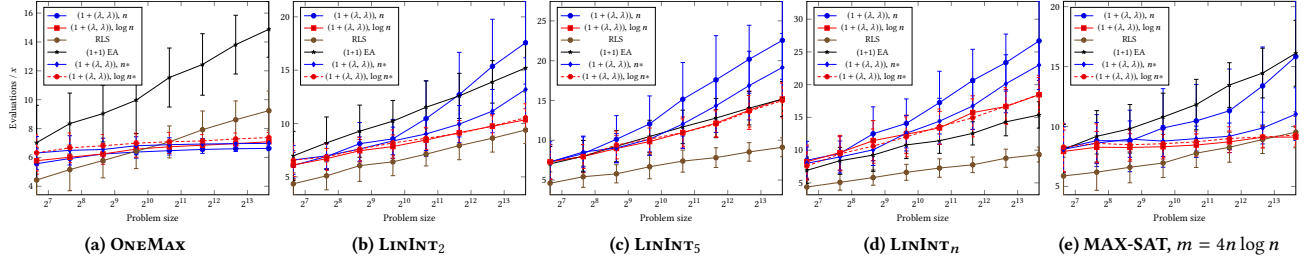 Evaluations / x
16
14
12
10
8
6
4
(1 + (λ, λ)), n
(1 + (λ, λ)), log n
RLS
(1+1) EA
(1 + (λ, λ)), n*
(1 + (λ, λ)), log n*
2^7 2^8 2^9 2^10 2^11 2^12 2^13
Problem size
(a) ONEMAX
20
15
10
5
(1 + (λ, λ)), n
(1 + (λ, λ)), log n
RLS
(1+1) EA
(1 + (λ, λ)), n*
(1 + (λ, λ)), log n*
2^7 2^8 2^9 2^10 2^11 2^12 2^13
Problem size
(b) LININT_2
25
20
15
10
5
(1 + (λ, λ)), n
(1 + (λ, λ)), log n
RLS
(1+1) EA
(1 + (λ, λ)), n*
(1 + (λ, λ)), log n*
2^7 2^8 2^9 2^10 2^11 2^12 2^13
Problem size
(c) LININT_5
30
25
20
15
10
5
(1 + (λ, λ)), n
(1 + (λ, λ)), log n
RLS
(1+1) EA
(1 + (λ, λ)), n*
(1 + (λ, λ)), log n*
2^7 2^8 2^9 2^10 2^11 2^12 2^13
Problem size
(d) LININT_n
20
15
10
5
(1 + (λ, λ)), n
(1 + (λ, λ)), log n
RLS
(1+1) EA
(1 + (λ, λ)), n*
(1 + (λ, λ)), log n*
2^7 2^8 2^9 2^10 2^11 2^12 2^13
Problem size
(e) MAX-SAT, m = 4n log n